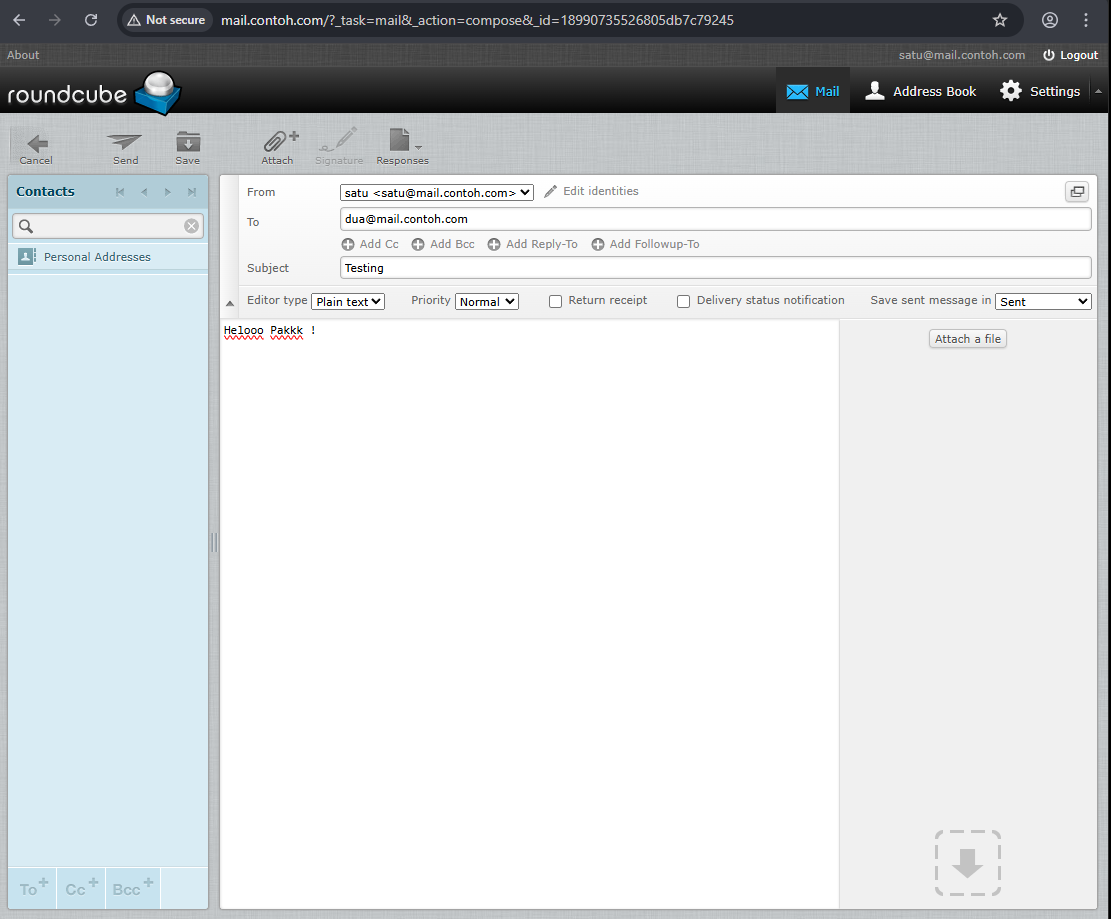 Not secure mail.contoh.com/?_task=mail&_action=compose&_id=18990735526805db7c79245
About satu@mail.contoh.com Logout
roundcube Mail Address Book Settings
Cancel Send Save Attach Signature Responses
Contacts
Personal Addresses
From satu <satu@mail.contoh.com> Edit identities
To dua@mail.contoh.com
Add Cc Add Bcc Add Reply-To Add Followup-To
Subject Testing
Editor type Plain text Priority Normal Return receipt Delivery status notification Save sent message in Sent
Helooo Pakkk !
Attach a file
To+ Cc+ Bcc+